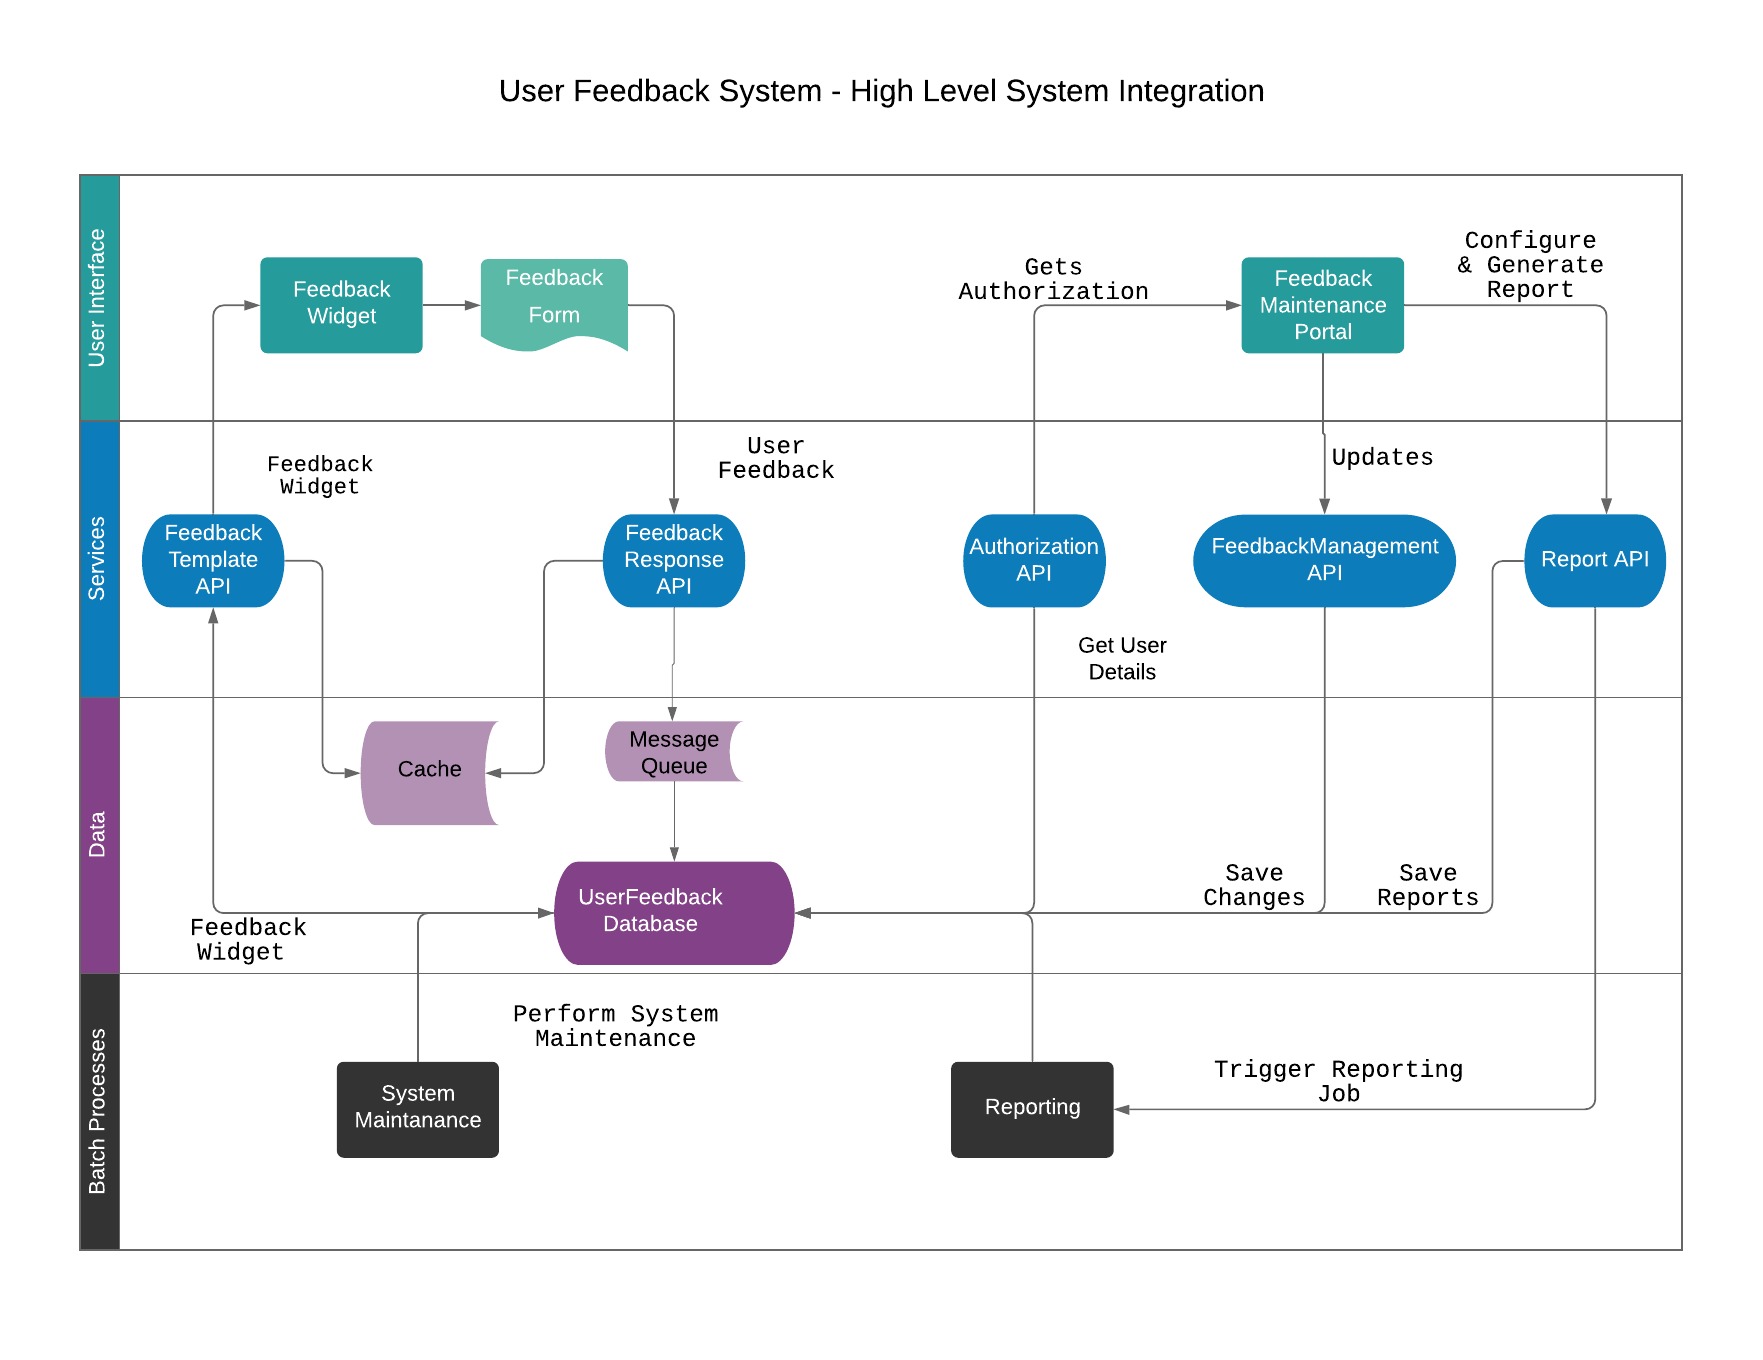 User Feedback System - High Level System Integration
User Interface
Feedback
Widget
Feedback
Form
Gets
Authorization
Feedback
Maintenance
Portal
Configure
& Generate
Report
Services
Feedback
Widget
User
Feedback
Updates
Feedback
Template
API
Feedback
Response
API
Authorization
API
FeedbackManagement
API
Report API
Get User
Details
Data
Cache
Message
Queue
UserFeedback
Database
Save
Changes
Save
Reports
Feedback
Widget
Batch Processes
Perform System
Maintenance
System
Maintanance
Reporting
Trigger Reporting
Job